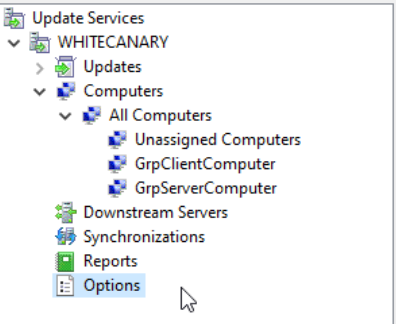 Update Services
WHITECANARY
Updates
Computers
All Computers
Unassigned Computers
GrpClientComputer
GrpServerComputer
Downstream Servers
Synchronizations
Reports
Options